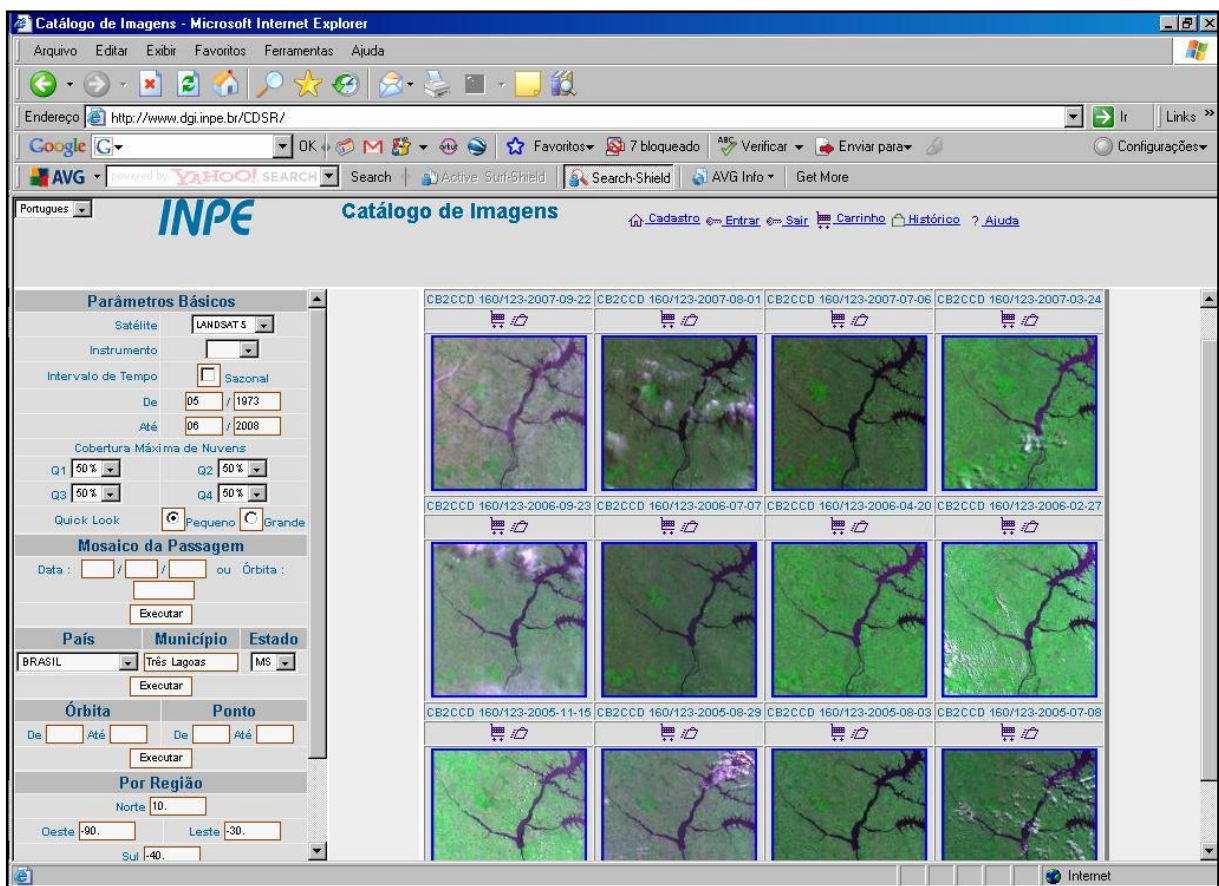 Catálogo de Imagens - Microsoft Internet Explorer
Arquivo Editar Exibir Favoritos Ferramentas Ajuda
Endereço http://www.dgi.inpe.br/CDSR/ Ir Links »
Google G OK Favoritos 7 bloqueado ABC Verificar Enviar para Configurações
AVG powered by YAHOO! SEARCH Search Active Surf-Shield Search-Shield AVG Info Get More
Portugues INPE Catálogo de Imagens Cadastro Entrar Sair Carrinho Histórico ? Ajuda
Parâmetros Básicos
Satélite LANDSAT 5
Instrumento
Intervalo de Tempo Sazonal
De 05 / 1973
Até 06 / 2008
Cobertura Máxima de Nuvens
Q1 50% Q2 50%
Q3 50% Q4 50%
Quick Look Pequeno Grande
Mosaico da Passagem
Data : / / ou Órbita :
Executar
País Município Estado
BRASIL Três Lagoas MS
Executar
Órbita Ponto
De Até De Até
Executar
Por Região
Norte 10.
Oeste -90. Leste -30.
Sul -40.
CB2CCD 160/123-2007-09-22 CB2CCD 160/123-2007-08-01 CB2CCD 160/123-2007-07-06 CB2CCD 160/123-2007-03-24
CB2CCD 160/123-2006-09-23 CB2CCD 160/123-2006-07-07 CB2CCD 160/123-2006-04-20 CB2CCD 160/123-2006-02-27
CB2CCD 160/123-2005-11-15 CB2CCD 160/123-2005-08-29 CB2CCD 160/123-2005-08-03 CB2CCD 160/123-2005-07-08
Internet